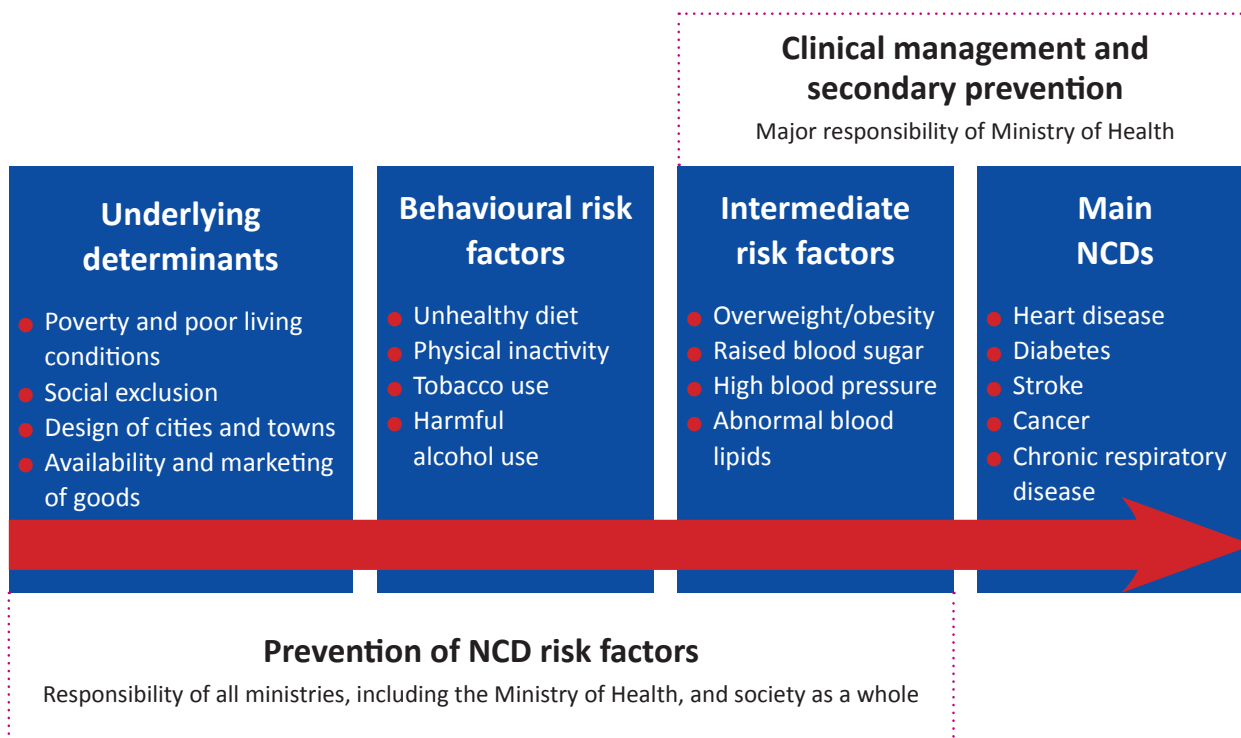 Clinical management and
secondary prevention
Major responsibility of Ministry of Health
Underlying
determinants
Poverty and poor living
conditions
Social exclusion
Design of cities and towns
Availability and marketing
of goods
Behavioural risk
factors
Unhealthy diet
Physical inactivity
Tobacco use
Harmful
alcohol use
Intermediate
risk factors
Overweight/obesity
Raised blood sugar
High blood pressure
Abnormal blood
lipids
Main
NCDs
Heart disease
Diabetes
Stroke
Cancer
Chronic respiratory
disease
Prevention of NCD risk factors
Responsibility of all ministries, including the Ministry of Health, and society as a whole